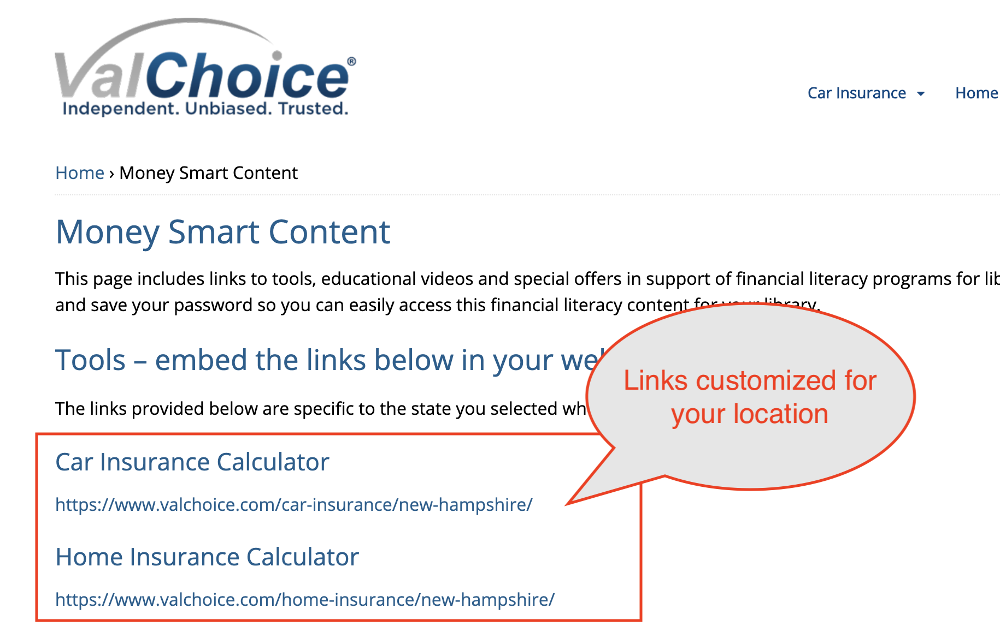 ValChoice®
Independent. Unbiased. Trusted.
Car Insurance
Home
Home › Money Smart Content
Money Smart Content
This page includes links to tools, educational videos and special offers in support of financial literacy programs for
and save your password so you can easily access this financial literacy content for your library.
Tools – embed the links below in your
The links provided below are specific to the state you selected
Links customized for
your location
Car Insurance Calculator
https://www.valchoice.com/car-insurance/new-hampshire/
Home Insurance Calculator
https://www.valchoice.com/home-insurance/new-hampshire/